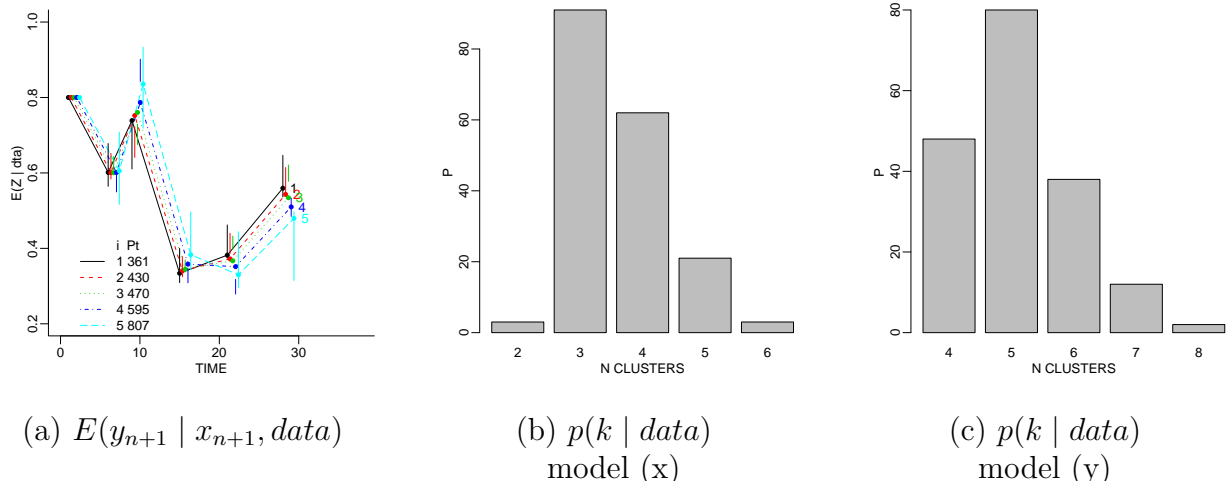 1.0
0.8
0.6
0.4
0.2
E(Z | dta)
1
2
3
4
5
i Pt
1 361
2 430
3 470
4 595
5 807
0 10 20 30
TIME
80
60
40
20
0
P
2 3 4 5 6
N CLUSTERS
80
60
40
20
0
P
4 5 6 7 8
N CLUSTERS
(a) E(yₙ₊₁ | xₙ₊₁, data)
(b) p(k | data)
model (x)
(c) p(k | data)
model (y)